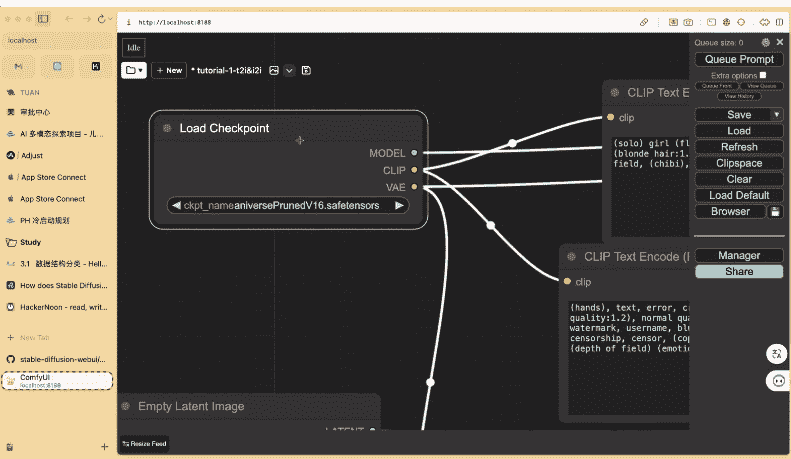 http://localhost:8188
localhost
TUAN
审批中心
AI 多模态探索项目 - 儿...
| Adjust
| App Store Connect
App Store Connect
PH 冷启动规划
Study
3.1 数据结构分类 - Hell...
How does Stable Diffusi...
HackerNoon - read, writ...
+ New Tab
stable-diffusion-webui/...
ComfyUI
localhost:8188
Idle
+ New
* tutorial-1-t2i&i2i
Load Checkpoint
MODEL
CLIP
VAE
ckpt_name
aniversePrunedV16.safetensors
CLIP Text E
clip
(solo) girl (fl
(blonde hair:1.
field, (chibi),
CLIP Text Encode (P
clip
(hands), text, error, cr
quality:1.2), normal qua
watermark, username, blu
censorship, censor, (cop
(depth of field) (emotio
Empty Latent Image
LATENT
Resize Feed
Queue size: 0
Queue Prompt
Extra options
Queue Front
View Queue
View History
Save
Load
Refresh
Clipspace
Clear
Load Default
Browser
Manager
Share